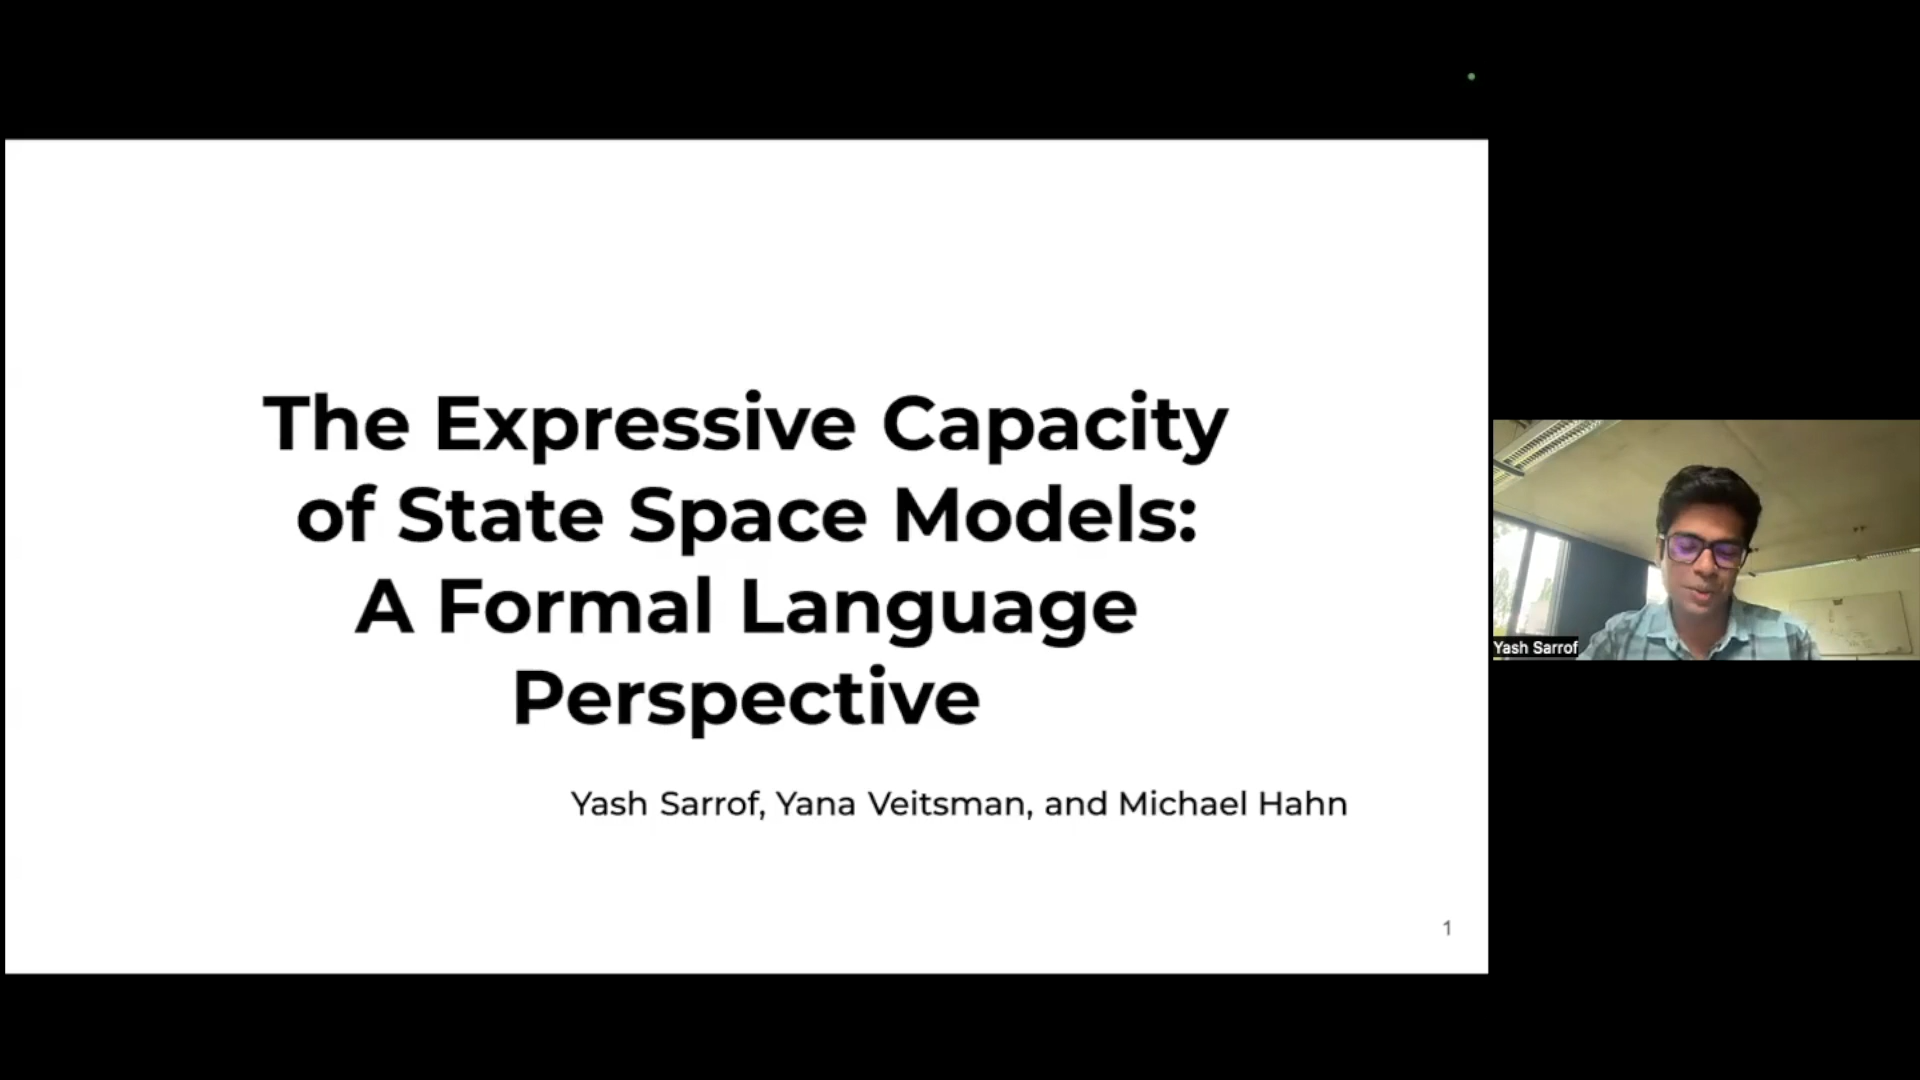 The Expressive Capacity
of State Space Models:
A Formal Language
Perspective
Yash Sarrof, Yana Veitsman, and Michael Hahn
1
Yash Sarrof